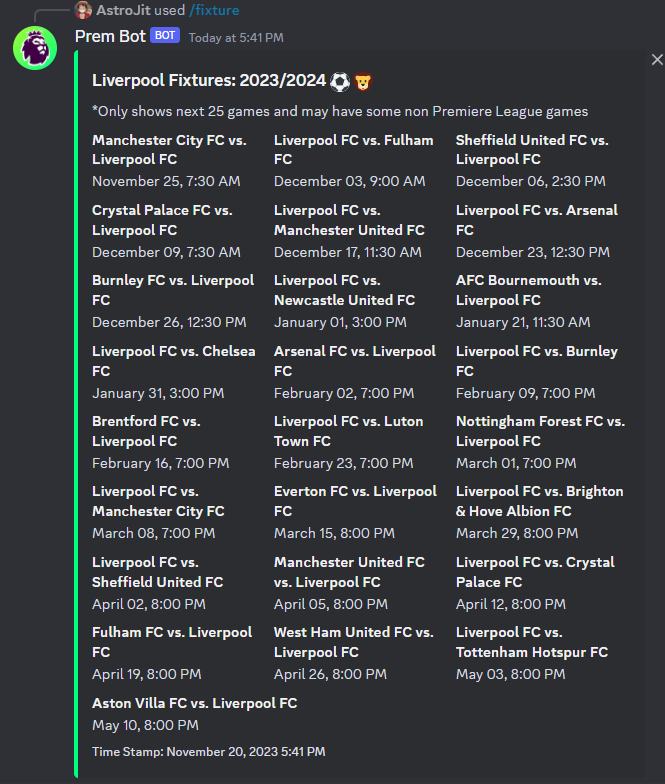 AstroJit used /fixture
Prem Bot BOT Today at 5:41 PM
Liverpool Fixtures: 2023/2024
*Only shows next 25 games and may have some non Premiere League games
Manchester City FC vs.
Liverpool FC
November 25, 7:30 AM
Liverpool FC vs. Fulham
FC
December 03, 9:00 AM
Sheffield United FC vs.
Liverpool FC
December 06, 2:30 PM
Crystal Palace FC vs.
Liverpool FC
December 09, 7:30 AM
Liverpool FC vs.
Manchester United FC
December 17, 11:30 AM
Liverpool FC vs. Arsenal
FC
December 23, 12:30 PM
Burnley FC vs. Liverpool
FC
December 26, 12:30 PM
Liverpool FC vs.
Newcastle United FC
January 01, 3:00 PM
AFC Bournemouth vs.
Liverpool FC
January 21, 11:30 AM
Liverpool FC vs. Chelsea
FC
January 31, 3:00 PM
Arsenal FC vs. Liverpool
FC
February 02, 7:00 PM
Liverpool FC vs. Burnley
FC
February 09, 7:00 PM
Brentford FC vs.
Liverpool FC
February 16, 7:00 PM
Liverpool FC vs. Luton
Town FC
February 23, 7:00 PM
Nottingham Forest FC vs.
Liverpool FC
March 01, 7:00 PM
Liverpool FC vs.
Manchester City FC
March 08, 7:00 PM
Everton FC vs. Liverpool
FC
March 15, 8:00 PM
Liverpool FC vs. Brighton
& Hove Albion FC
March 29, 8:00 PM
Liverpool FC vs.
Sheffield United FC
April 02, 8:00 PM
Manchester United FC
vs. Liverpool FC
April 05, 8:00 PM
Liverpool FC vs. Crystal
Palace FC
April 12, 8:00 PM
Fulham FC vs. Liverpool
FC
April 19, 8:00 PM
West Ham United FC vs.
Liverpool FC
April 26, 8:00 PM
Liverpool FC vs.
Tottenham Hotspur FC
May 03, 8:00 PM
Aston Villa FC vs. Liverpool FC
May 10, 8:00 PM
Time Stamp: November 20, 2023 5:41 PM